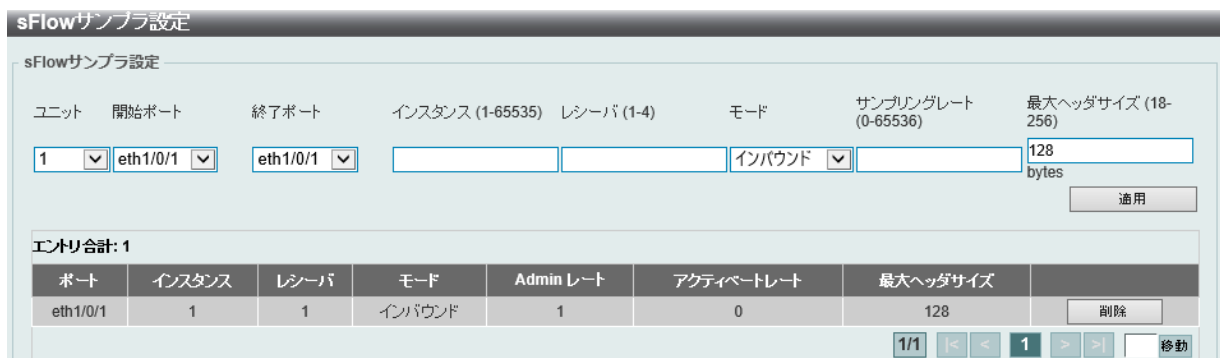 sFlowサンプラ設定
sFlowサンプラ設定
ユニット 開始ポート 終了ポート インスタンス (1-65535) レシーバ (1-4) モード サンプリングレート (0-65536) 最大ヘッダサイズ (18-256)
1 eth1/0/1 eth1/0/1 インバウンド 128
bytes
適用
エントリ合計: 1
ポート インスタンス レシーバ モード Admin レート アクティベートレート 最大ヘッダサイズ
eth1/0/1 1 1 インバウンド 1 0 128 削除
1/1 |< < 1 > >| 移動